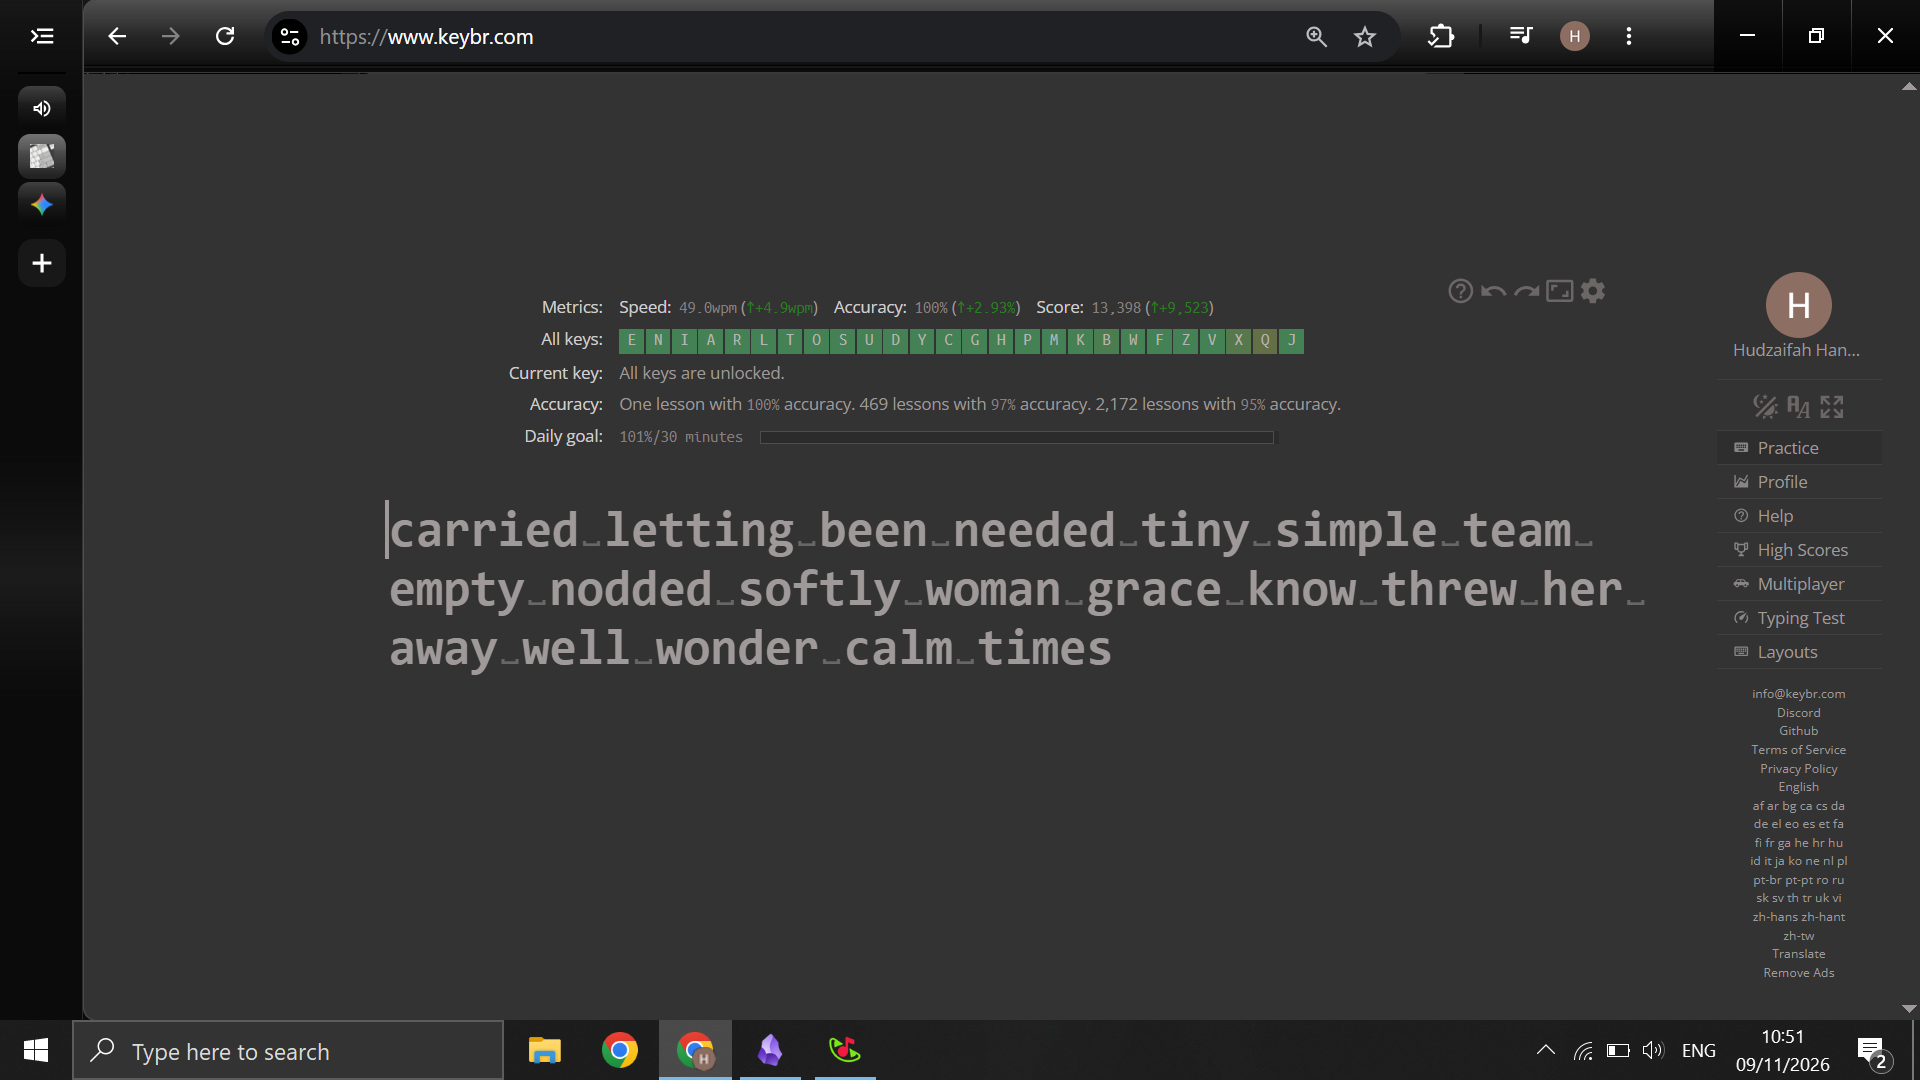 https://www.keybr.com
H
Metrics: Speed: 49.0wpm (↑+4.9wpm) Accuracy: 100% (↑+2.93%) Score: 13,398 (↑+9,523)
All keys: E N I A R L T O S U D Y C G H P M K B W F Z V X Q J
Current key: All keys are unlocked.
Accuracy: One lesson with 100% accuracy. 469 lessons with 97% accuracy. 2,172 lessons with 95% accuracy.
Daily goal: 101%/30 minutes
carried letting been needed tiny simple team
empty nodded softly woman grace know threw her
away well wonder calm times
H
Hudzaifah Han...
Practice
Profile
Help
High Scores
Multiplayer
Typing Test
Layouts
info@keybr.com
Discord
Github
Terms of Service
Privacy Policy
English
af ar bg ca cs da
de el eo es et fa
fi fr ga he hr hu
id it ja ko ne nl pl
pt-br pt-pt ro ru
sk sv th tr uk vi
zh-hans zh-hant
zh-tw
Translate
Remove Ads
Type here to search
H
ENG
10:51
09/11/2026
2